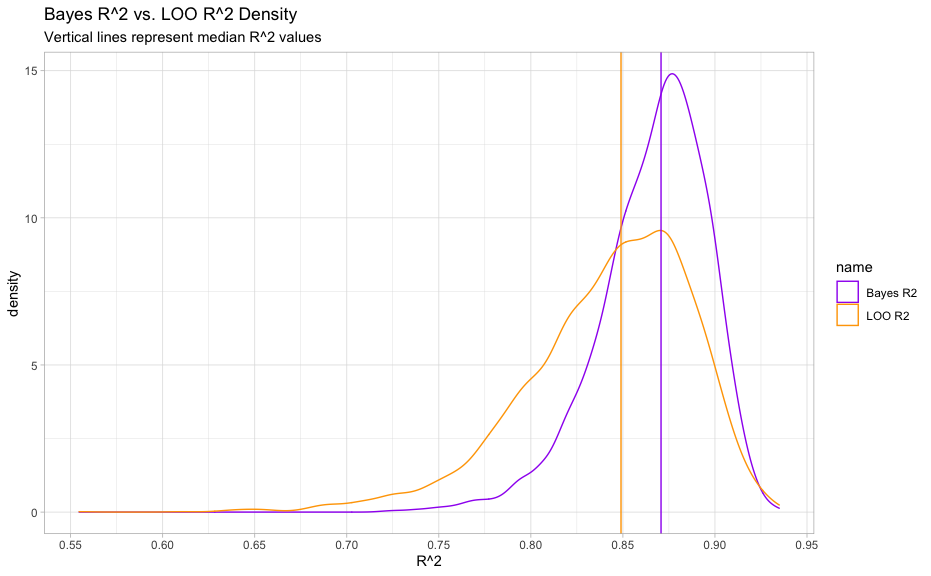 Bayes R^2 vs. LOO R^2 Density
Vertical lines represent median R^2 values
15
10
5
0
density
0.55 0.60 0.65 0.70 0.75 0.80 0.85 0.90 0.95
R^2
name
Bayes R2
LOO R2